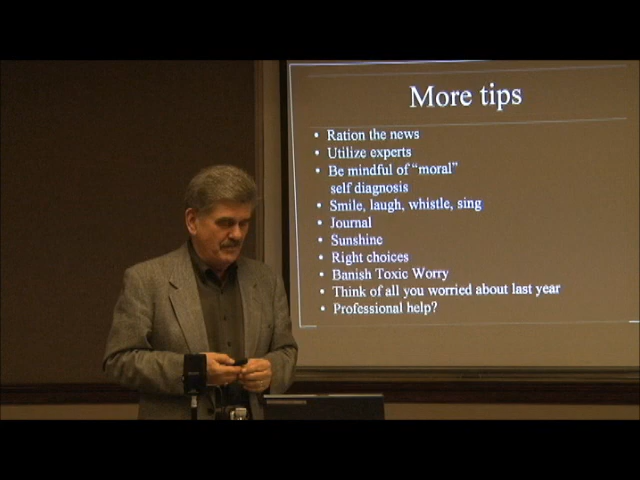 More tips
• Ration the news
• Utilize experts
• Be mindful of “moral”
self diagnosis
• Smile, laugh, whistle, sing
• Journal
• Sunshine
• Right choices
• Banish Toxic Worry
• Think of all you worried about last year
• Professional help?